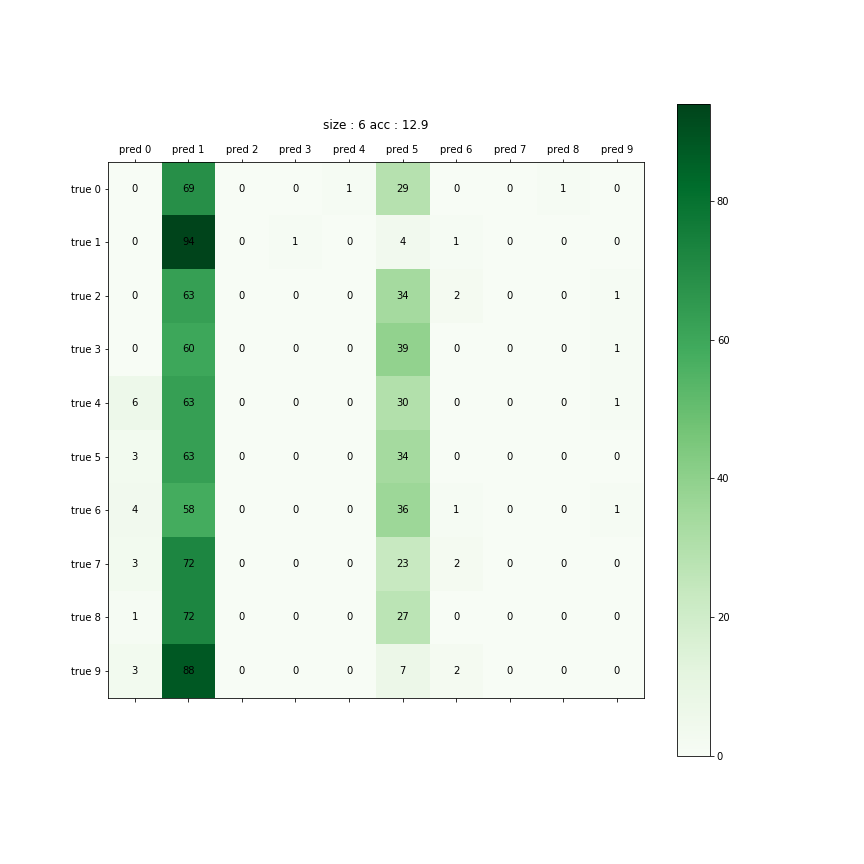 size : 6 acc : 12.9
pred 0 pred 1 pred 2 pred 3 pred 4 pred 5 pred 6 pred 7 pred 8 pred 9
true 0 0 69 0 0 1 29 0 0 1 0
true 1 0 94 0 1 0 4 1 0 0 0
80
true 2 0 63 0 0 0 34 2 0 0 1
true 3 0 60 0 0 0 39 0 0 0 1
60
true 4 6 63 0 0 0 30 0 0 0 1
true 5 3 63 0 0 0 34 0 0 0 0
40
true 6 4 58 0 0 0 36 1 0 0 1
true 7 3 72 0 0 0 23 2 0 0 0
true 8 1 72 0 0 0 27 0 0 0 0
20
true 9 3 88 0 0 0 7 2 0 0 0
0